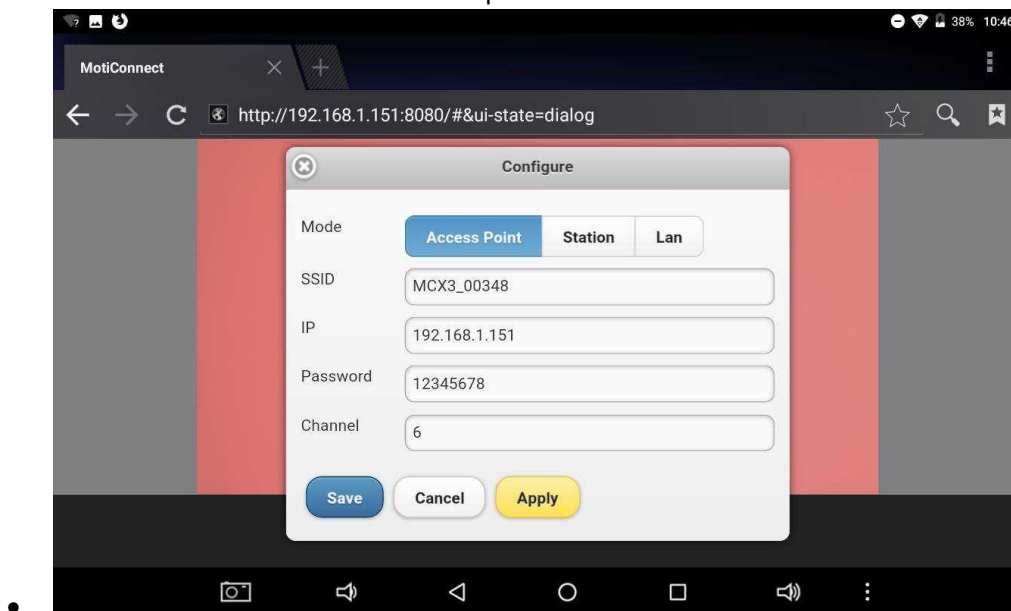 38% 10:46
MotiConnect
http://192.168.1.151:8080/#&ui-state=dialog
Configure
Mode Access Point Station Lan
SSID MCX3_00348
IP 192.168.1.151
Password 12345678
Channel 6
Save Cancel Apply